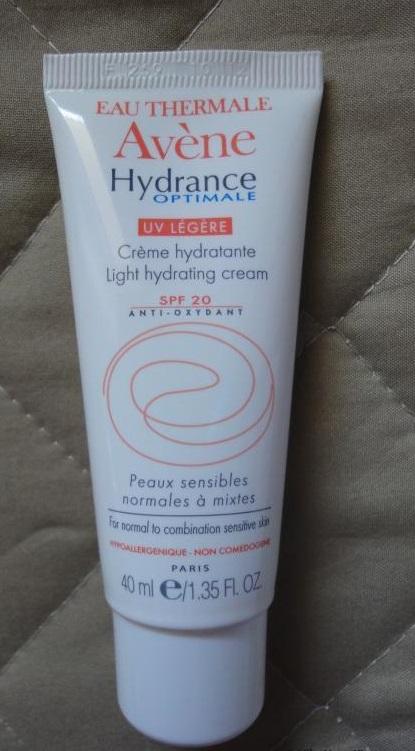 EAU THERMALE
Avène
Hydrance
OPTIMALE
UV LÉGÈRE
Crème hydratante
Light hydrating cream
SPF 20
ANTI-OXYDANT
Peaux sensibles
normales à mixtes
For normal to combination sensitive skin
HYPOALLERGENIQUE - NON COMEDOGENE
PARIS
40 ml e/1.35 Fl. OZ.